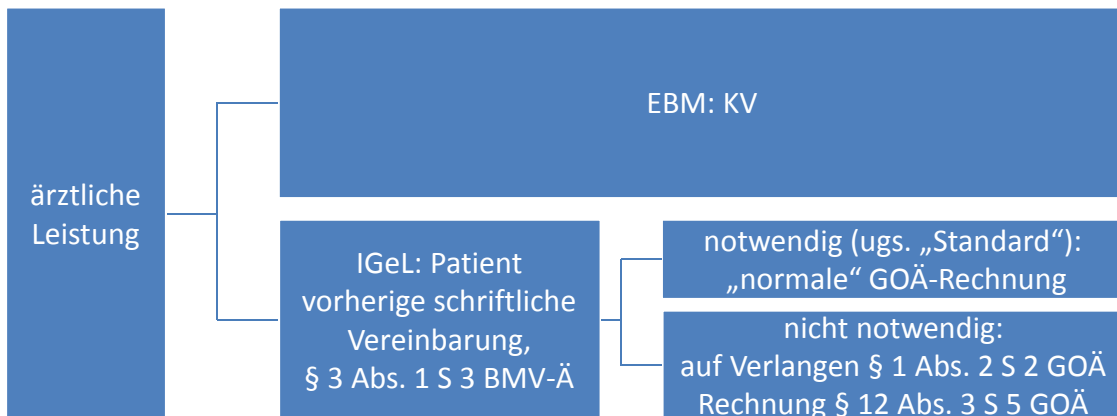 ärztliche
Leistung
EBM: KV
IGeL: Patient
vorherige schriftliche
Vereinbarung,
§ 3 Abs. 1 S 3 BMV-Ä
notwendig (ugs. „Standard“):
„normale“ GOÄ-Rechnung
nicht notwendig:
auf Verlangen § 1 Abs. 2 S 2 GOÄ
Rechnung § 12 Abs. 3 S 5 GOÄ